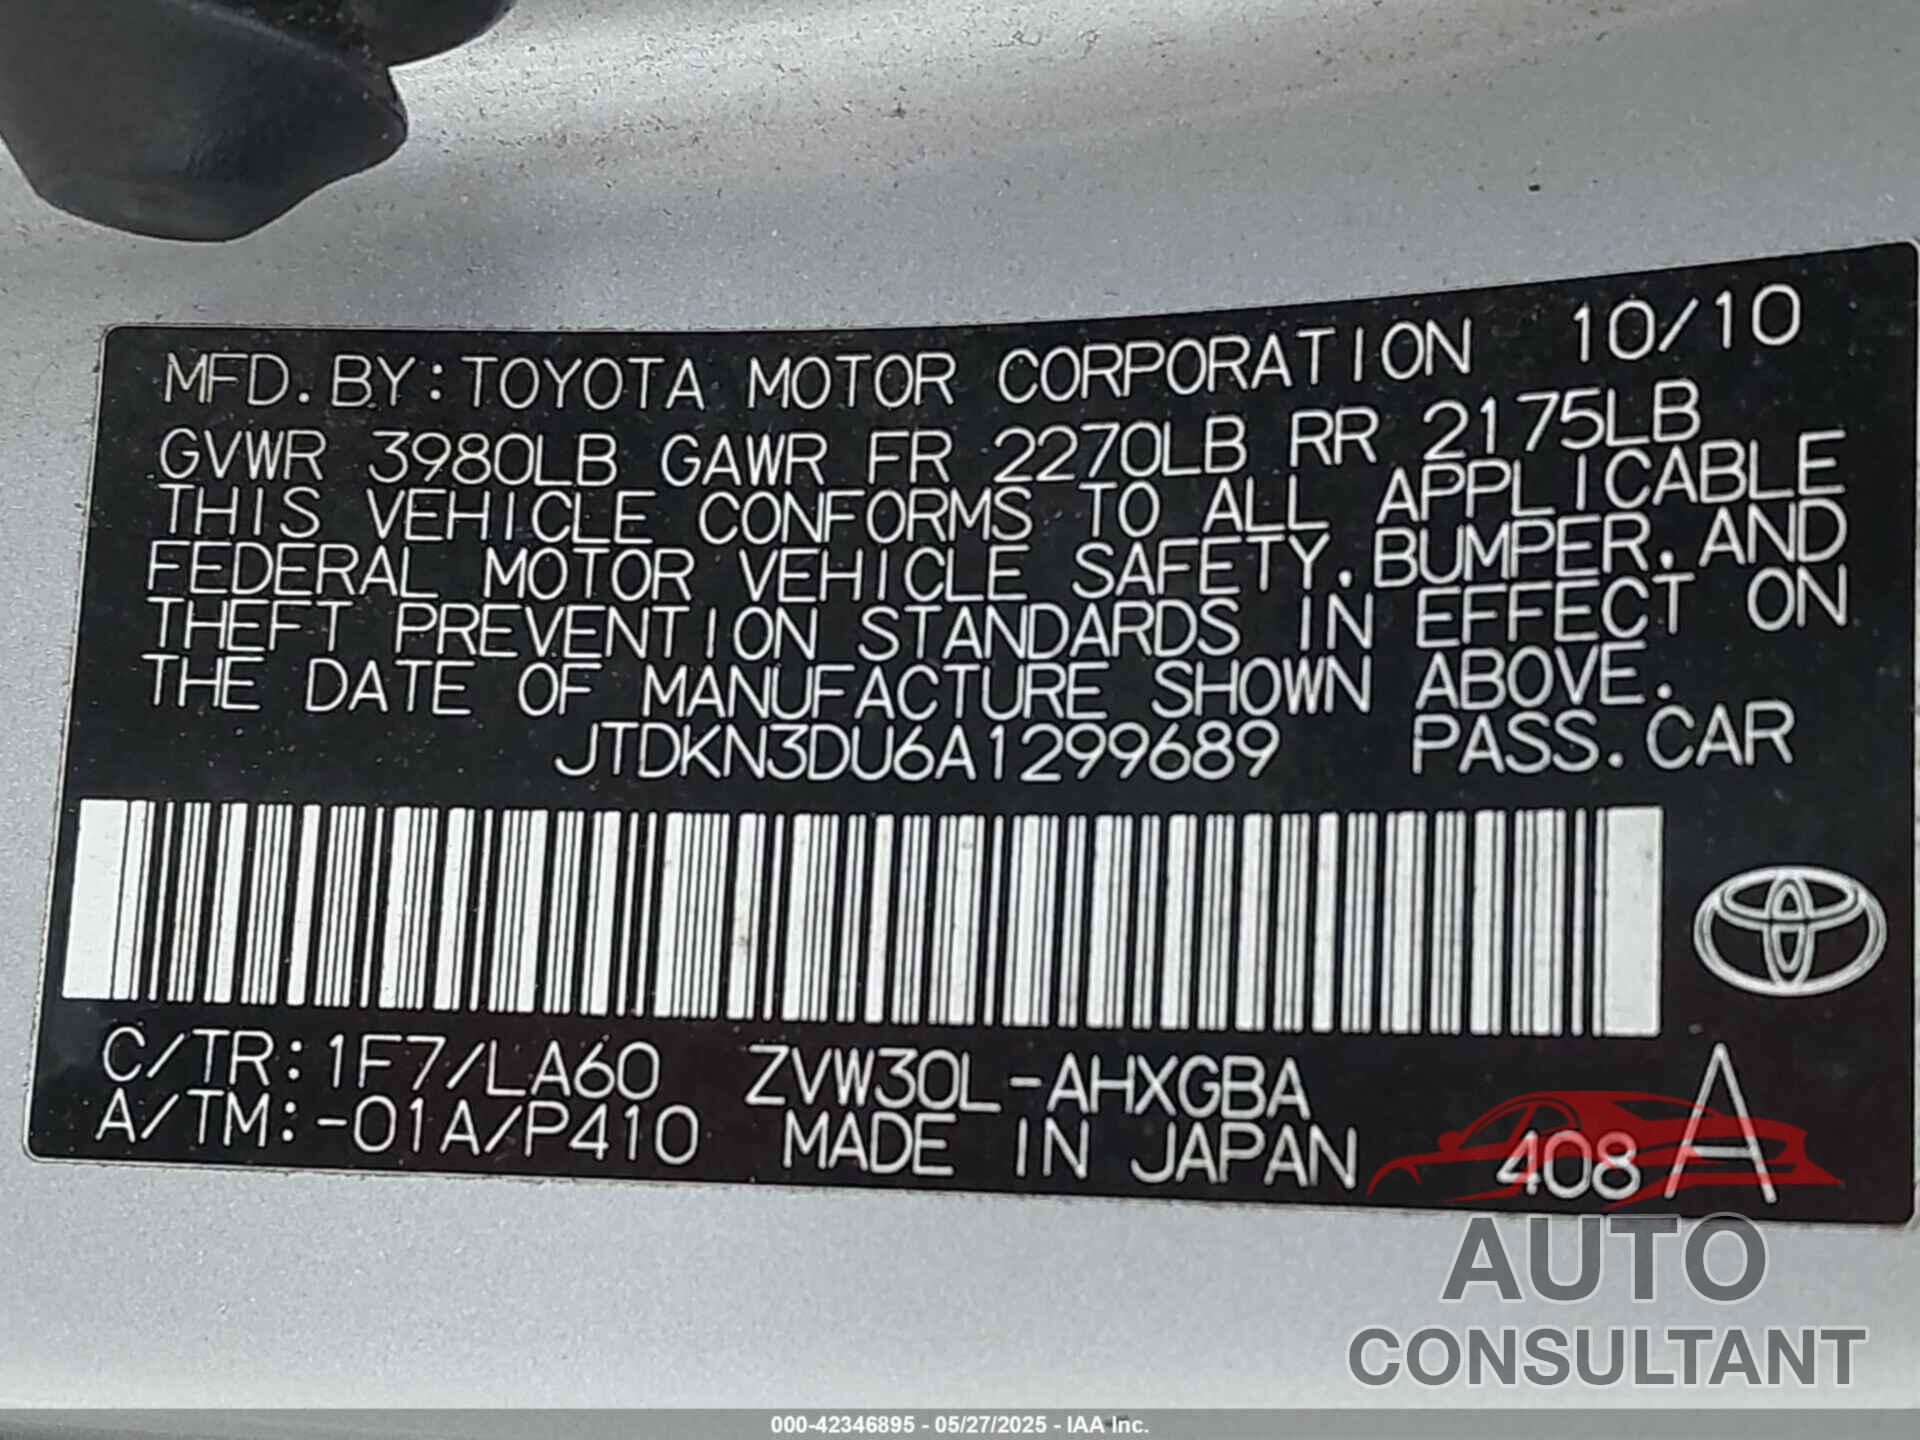 MFD. BY: TOYOTA MOTOR CORPORATION 10/10
GVWR 3980LB GAWR FR 2270LB RR 2175LB
THIS VEHICLE CONFORMS TO ALL APPLICABLE
FEDERAL MOTOR VEHICLE SAFETY, BUMPER, AND
THEFT PREVENTION STANDARDS IN EFFECT ON
THE DATE OF MANUFACTURE SHOWN ABOVE.
JTDKN3DU6A1299689 PASS. CAR
C/TR: 1F7/LA60 ZVW30L-AHXGBA
A/TM: -01A/P410 MADE IN JAPAN 408 A
AUTO
CONSULTANT
000-42346895 - 05/27/2025 - IAA Inc.